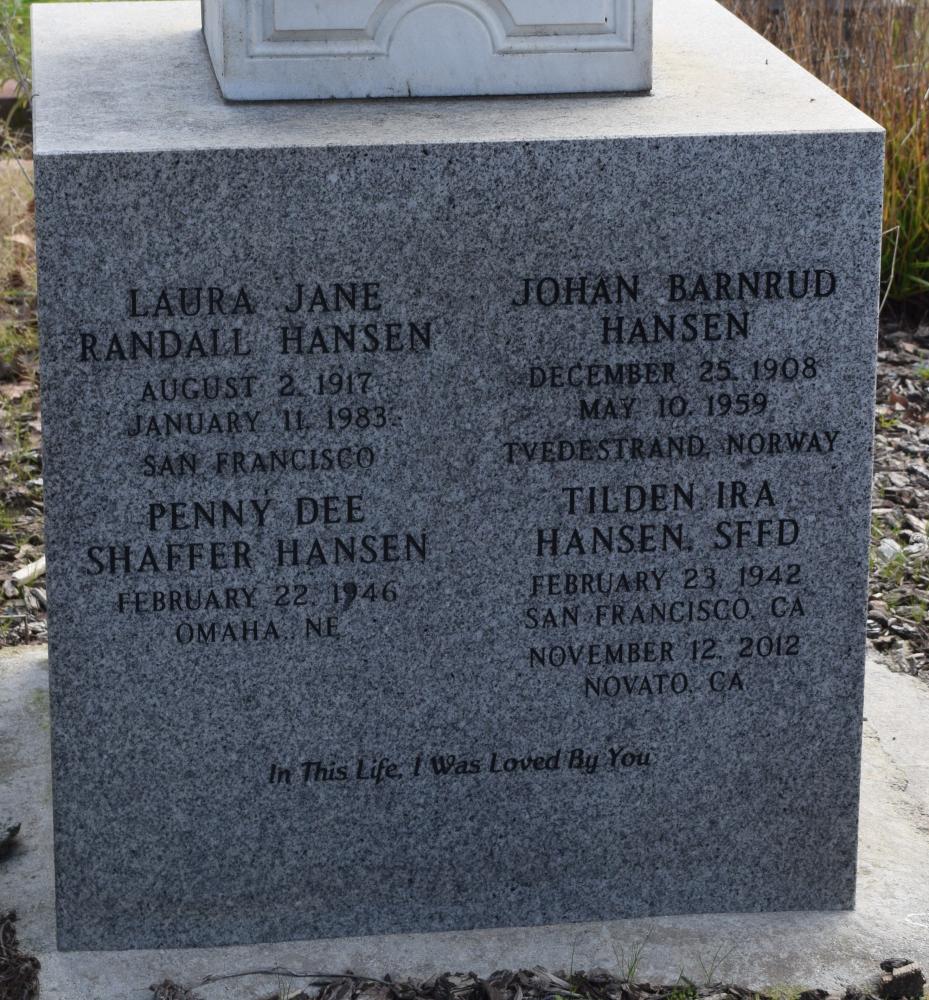 LAURA JANE
RANDALL HANSEN
AUGUST 2, 1917
JANUARY 11, 1983
SAN FRANCISCO
JOHAN BARNRUD
HANSEN
DECEMBER 25, 1908
MAY 10, 1959
TVEDESTRAND, NORWAY
PENNY DEE
SHAFFER HANSEN
FEBRUARY 22, 1946
OMAHA, NE
TILDEN IRA
HANSEN, SFFD
FEBRUARY 23, 1942
SAN FRANCISCO, CA
NOVEMBER 12, 2012
NOVATO, CA
In This Life, I Was Loved By You